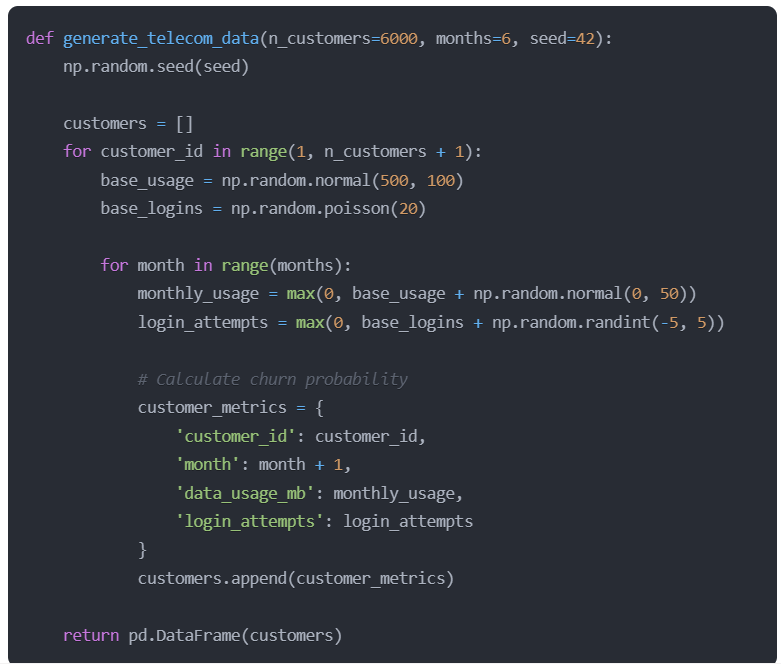 def generate_telecom_data(n_customers=6000, months=6, seed=42):
    np.random.seed(seed)

    customers = []
    for customer_id in range(1, n_customers + 1):
        base_usage = np.random.normal(500, 100)
        base_logins = np.random.poisson(20)

        for month in range(months):
            monthly_usage = max(0, base_usage + np.random.normal(0, 50))
            login_attempts = max(0, base_logins + np.random.randint(-5, 5))

            # Calculate churn probability
            customer_metrics = {
                'customer_id': customer_id,
                'month': month + 1,
                'data_usage_mb': monthly_usage,
                'login_attempts': login_attempts
            }
            customers.append(customer_metrics)

    return pd.DataFrame(customers)